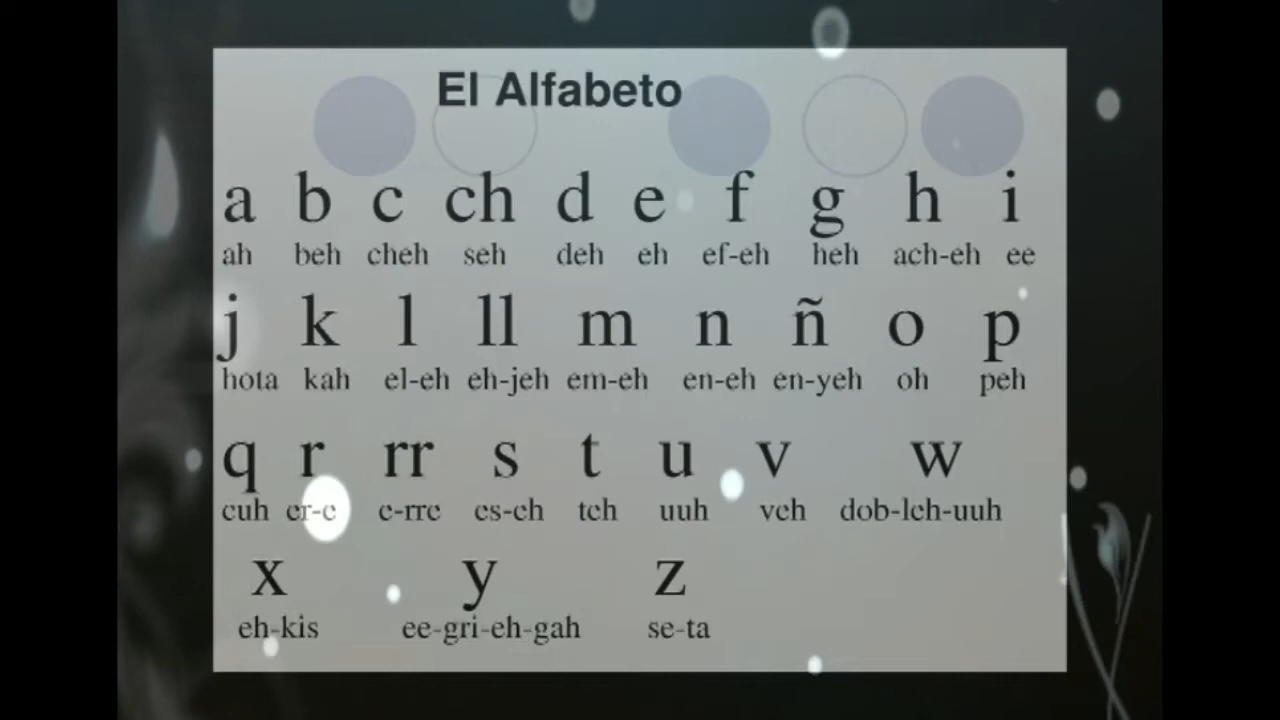 El Alfabeto
a b c ch d e f g h i
ah beh cheh seh deh eh ef-eh heh ach-eh ee
j k l ll m n ñ o p
hota kah el-eh eh-jeh em-eh en-eh en-yeh oh peh
q r rr s t u v w
cuh er-e e-rre es-eh teh uuh veh dob-leh-uuh
x y z
eh-kis ee-gri-eh-gah se-ta